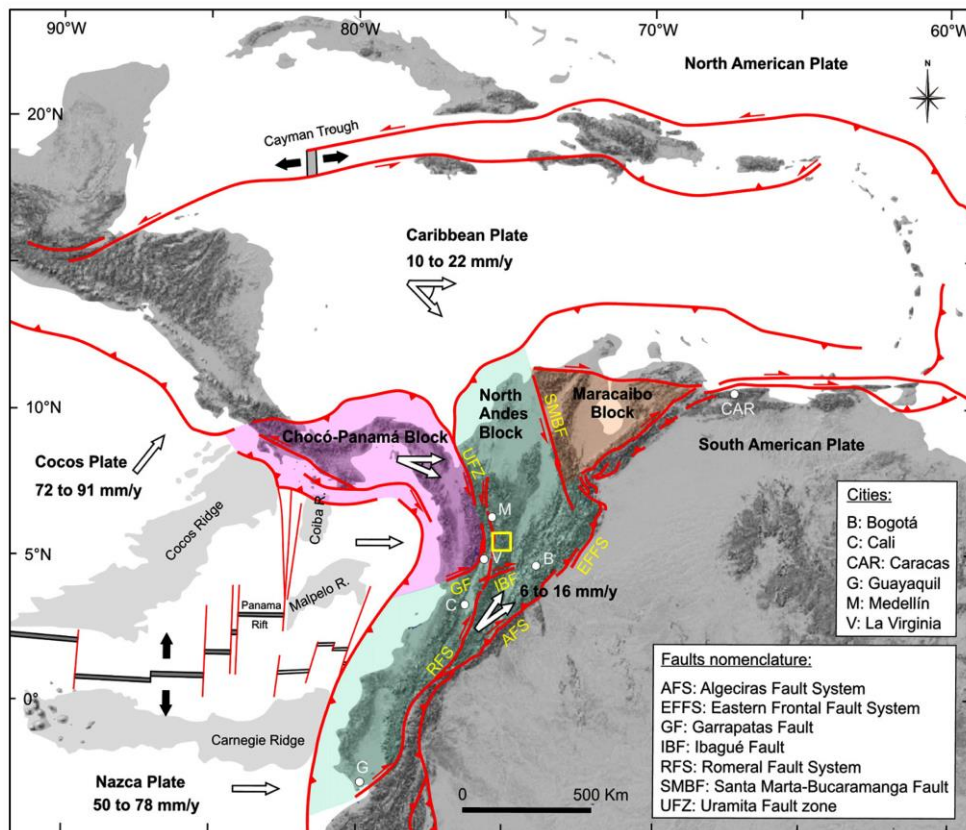 90°W
80°W
70°W
60°W
North American Plate
N
20°N
Cayman Trough
Caribbean Plate
10 to 22 mm/y
10°N
North
Andes
Block
SMBF
Maracaibo
Block
CAR
Chocó-Panamá Block
UFZ
South American Plate
Cocos Plate
72 to 91 mm/y
Cocos Ridge
Coiba R.
M
5°N
V
B
GF
IBF
EFFS
Malpelo R.
Panama
Rift
C
6 to 16 mm/y
RFS
AFS
0°
Carnegie Ridge
G
Nazca Plate
50 to 78 mm/y
0
500 Km
Cities:
B: Bogotá
C: Cali
CAR: Caracas
G: Guayaquil
M: Medellín
V: La Virginia
Faults nomenclature:
AFS: Algeciras Fault System
EFFS: Eastern Frontal Fault System
GF: Garrapatas Fault
IBF: Ibagué Fault
RFS: Romeral Fault System
SMBF: Santa Marta-Bucaramanga Fault
UFZ: Uramita Fault zone